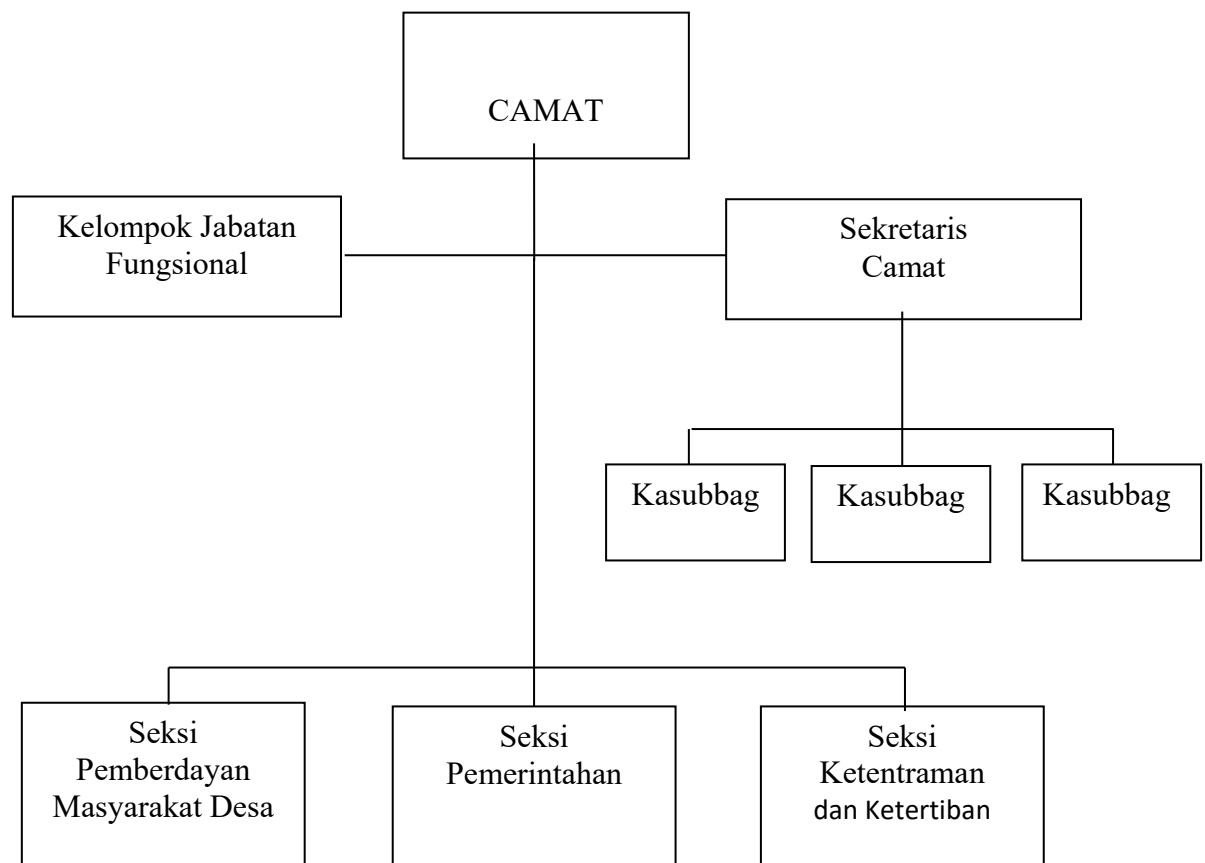 CAMAT
Kelompok Jabatan
Fungsional
Sekretaris
Camat
Kasubbag
Kasubbag
Kasubbag
Seksi
Pemberdayan
Masyarakat Desa
Seksi
Pemerintahan
Seksi
Ketentraman
dan Ketertiban